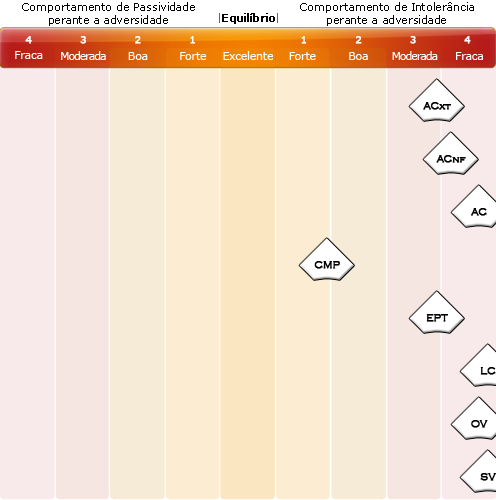 Comportamento de Passividade
perante a adversidade
|Equilíbrio|
Comportamento de Intolerância
perante a adversidade
4 3 2 1 1 2 3 4
Fraca Moderada Boa Forte Excelente Forte Boa Moderada Fraca
ACXT
ACNF
AC
CMP
EPT
LC
OV
SV